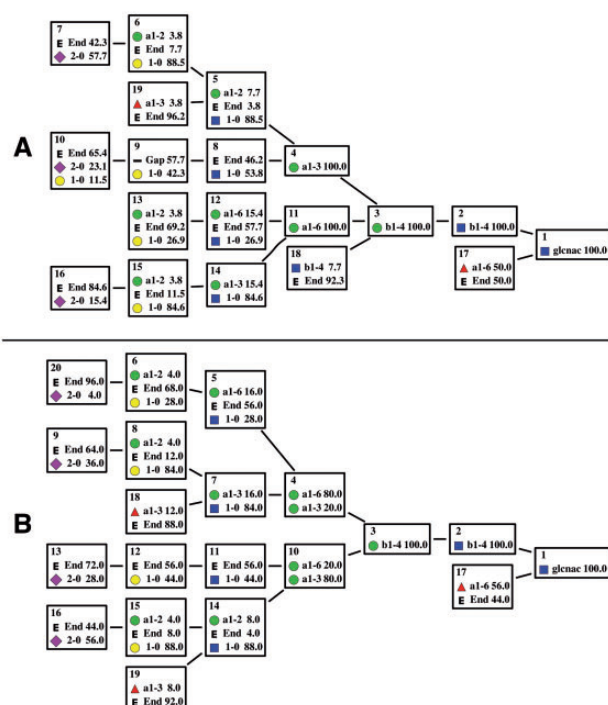 A
7
E End 42.3
2-0 57.7
6
a1-2 3.8
E End 7.7
1-0 88.5
19
a1-3 3.8
E End 96.2
5
a1-2 7.7
E End 3.8
1-0 88.5
10
E End 65.4
2-0 23.1
1-0 11.5
9
Gap 57.7
1-0 42.3
8
E End 46.2
1-0 53.8
4
a1-3 100.0
13
a1-2 3.8
E End 69.2
1-0 26.9
12
a1-6 15.4
E End 57.7
1-0 26.9
11
a1-6 100.0
3
b1-4 100.0
2
b1-4 100.0
1
glcnac 100.0
18
b1-4 7.7
E End 92.3
17
a1-6 50.0
E End 50.0
16
E End 84.6
2-0 15.4
15
a1-2 3.8
E End 11.5
1-0 84.6
14
a1-3 15.4
1-0 84.6
B
20
E End 96.0
2-0 4.0
6
a1-2 4.0
E End 68.0
1-0 28.0
5
a1-6 16.0
E End 56.0
1-0 28.0
9
E End 64.0
2-0 36.0
8
a1-2 4.0
E End 12.0
1-0 84.0
18
a1-3 12.0
E End 88.0
7
a1-3 16.0
1-0 84.0
4
a1-6 80.0
a1-3 20.0
3
b1-4 100.0
2
b1-4 100.0
1
glcnac 100.0
17
a1-6 56.0
E End 44.0
13
E End 72.0
2-0 28.0
12
E End 56.0
1-0 44.0
11
E End 56.0
1-0 44.0
10
a1-6 20.0
a1-3 80.0
16
E End 44.0
2-0 56.0
15
a1-2 4.0
E End 8.0
1-0 88.0
14
a1-2 8.0
E End 4.0
1-0 88.0
19
a1-3 8.0
E End 92.0